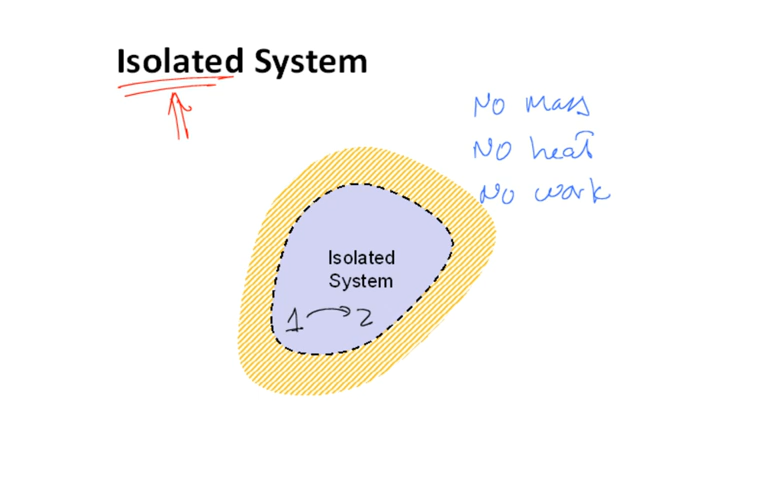 Isolated System
No mass
No heat
No work
Isolated
System
1 2